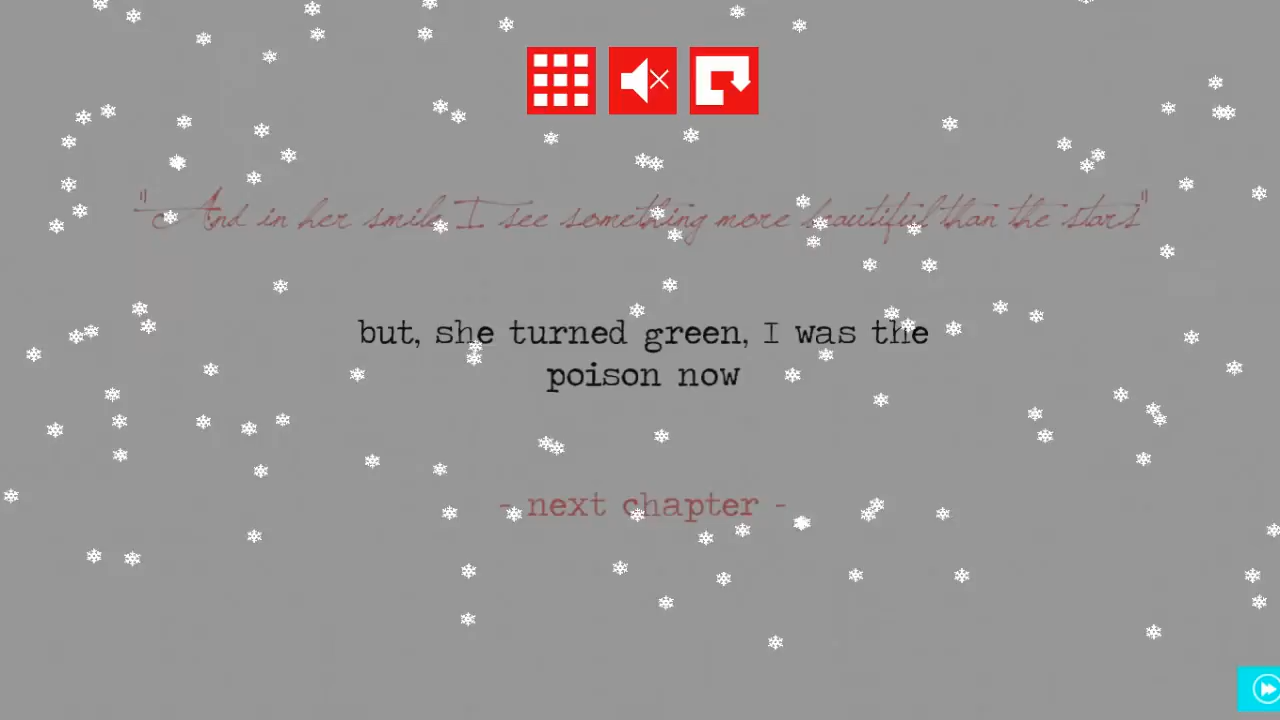 "And in her smile I see something more beautiful than the stars"
but, she turned green, I was the
poison now
- next chapter -